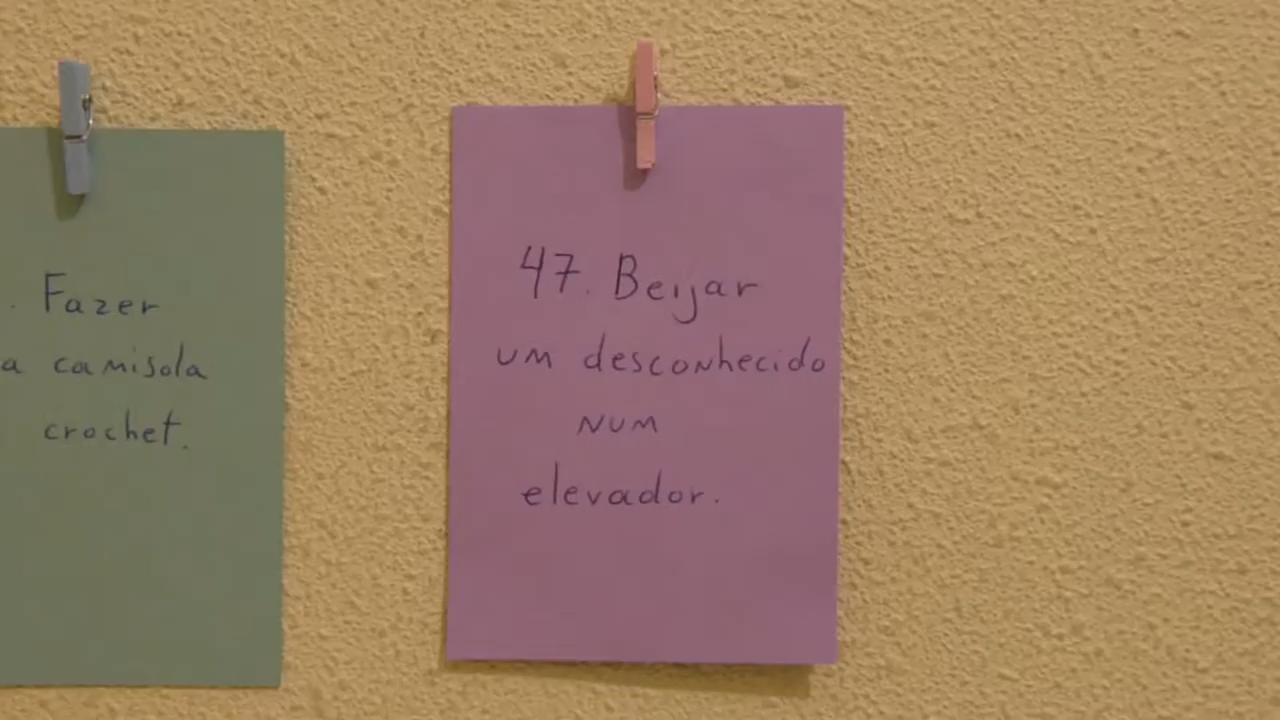 . Fazer
a camisola
crochet.
47. Beijar
um desconhecido
num
elevador.